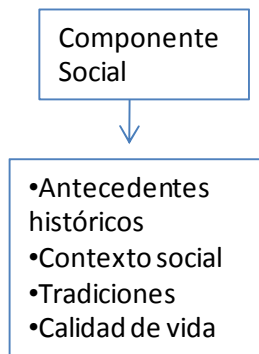 Componente
Social
•Antecedentes
históricos
•Contexto social
•Tradiciones
•Calidad de vida